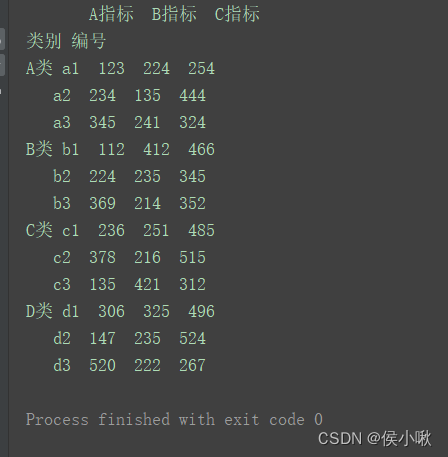 A指标 B指标 C指标
类别 编号
A类 a1 123 224 254
a2 234 135 444
a3 345 241 324
B类 b1 112 412 466
b2 224 235 345
b3 369 214 352
C类 c1 236 251 485
c2 378 216 515
c3 135 421 312
D类 d1 306 325 496
d2 147 235 524
d3 520 222 267
Process finished with exit code 0
CSDN @侯小啾